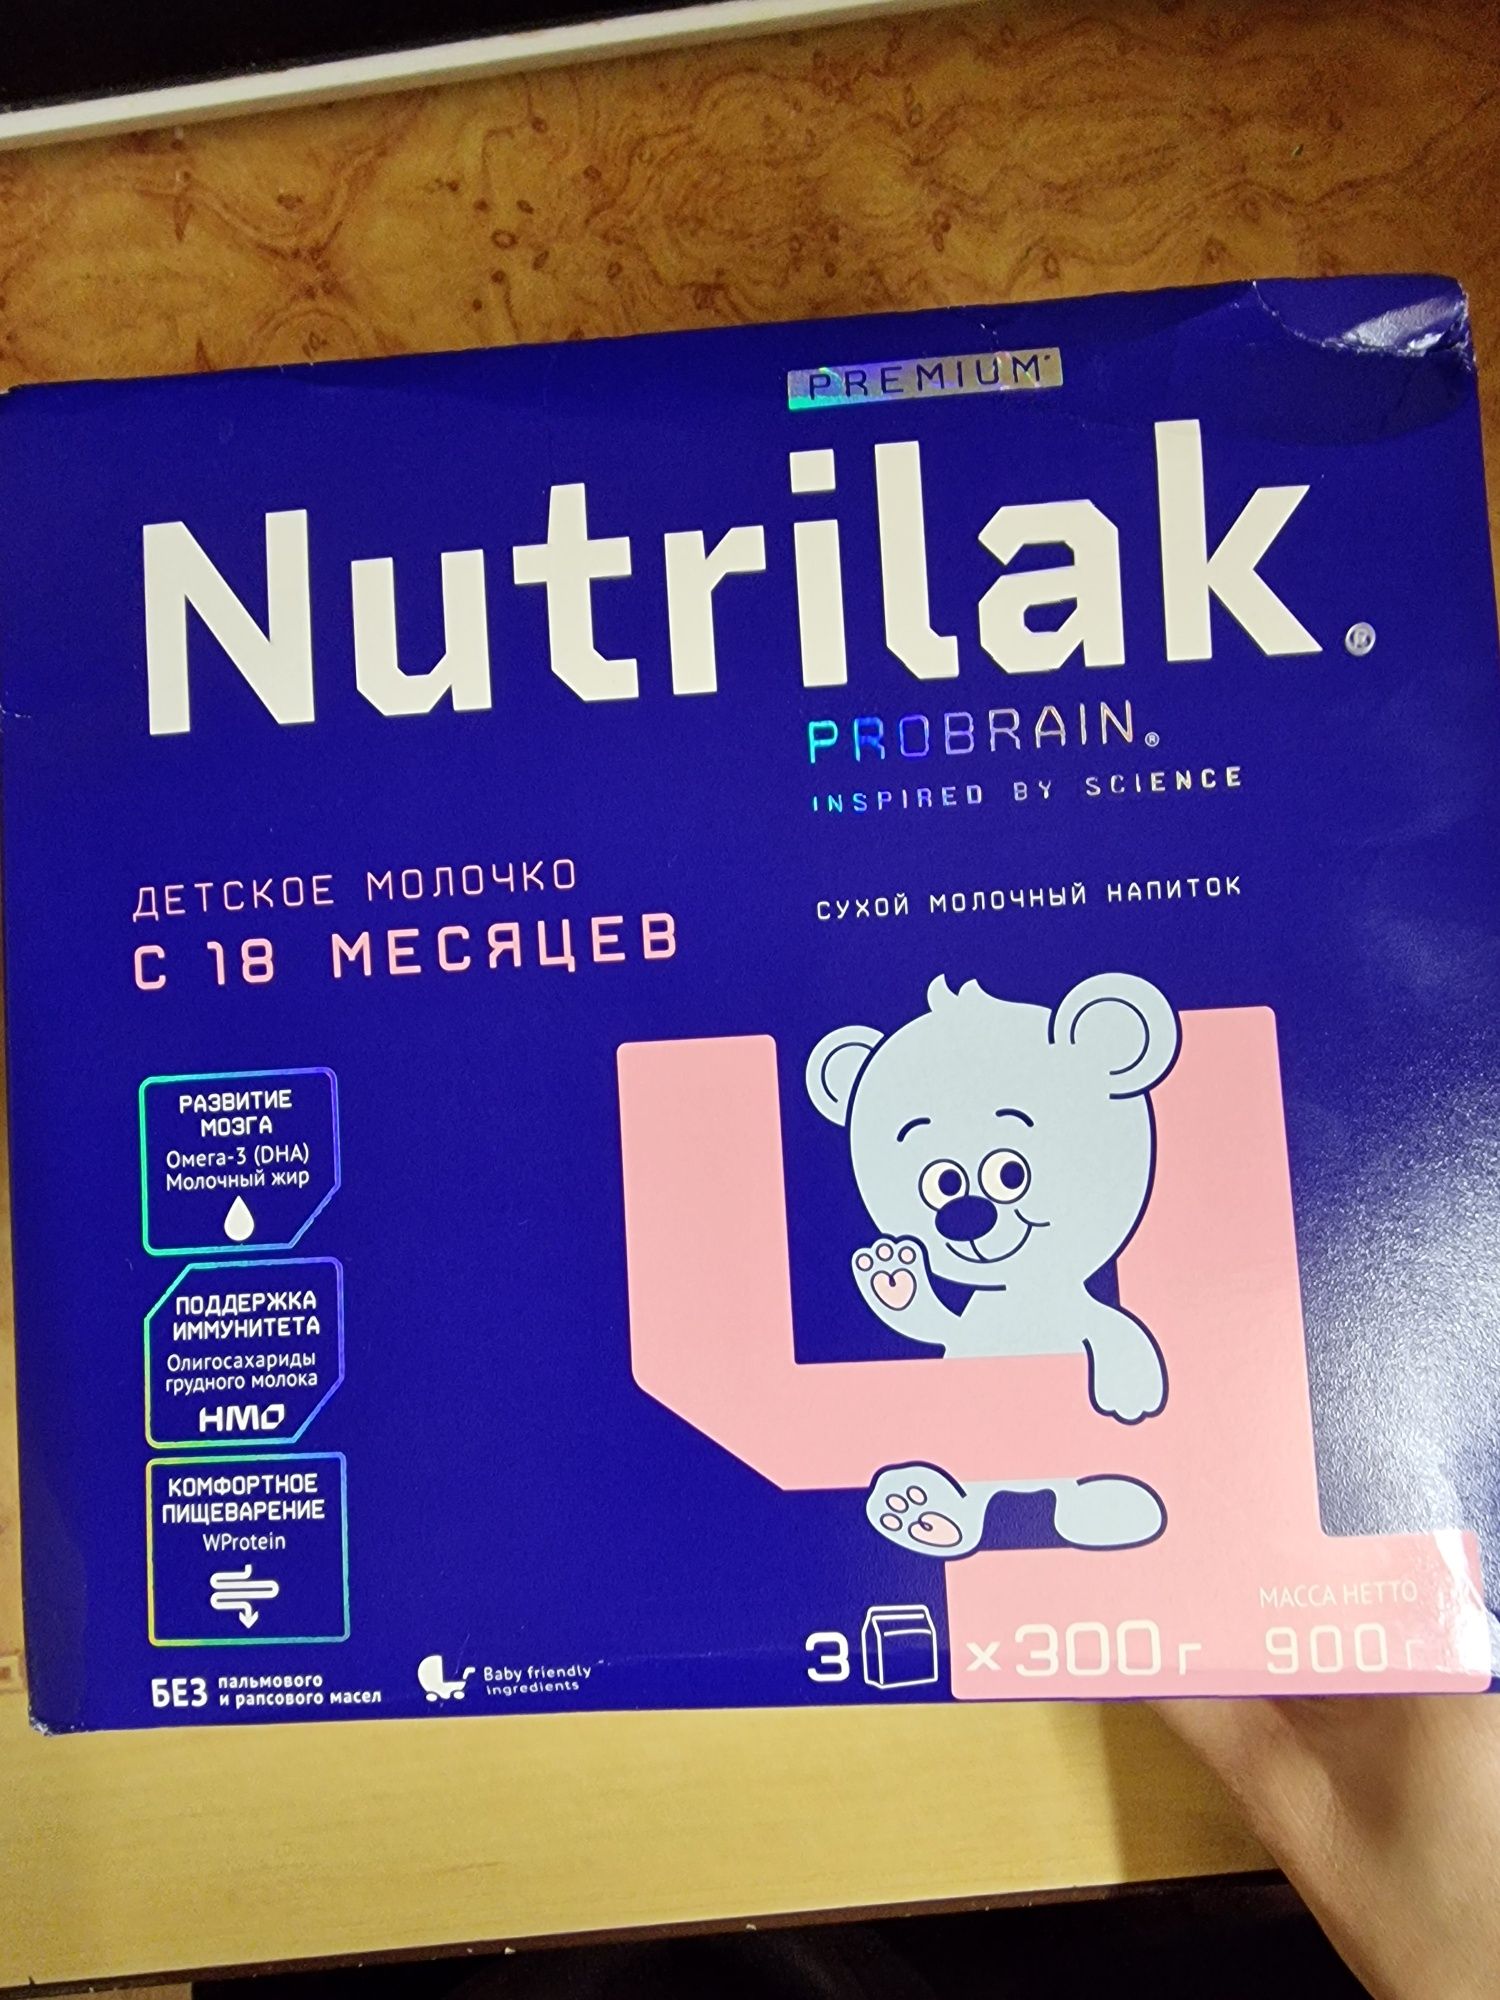 PREMIUM
Nutrilak®
PROBRAIN®
INSPIRED BY SCIENCE
ДЕТСКОЕ МОЛОЧКО
С 18 МЕСЯЦЕВ
СУХОЙ МОЛОЧНЫЙ НАПИТОК
РАЗВИТИЕ
МОЗГА
Омега-3 (DHA)
Молочный жир
ПОДДЕРЖКА
ИММУНИТЕТА
Олигосахариды
грудного молока
HMO
КОМФОРТНОЕ
ПИЩЕВАРЕНИЕ
WProtein
БЕЗ пальмового
и рапсового масел
Baby friendly
ingredients
4
3 x 300 г
МАССА НЕТТО
900 г